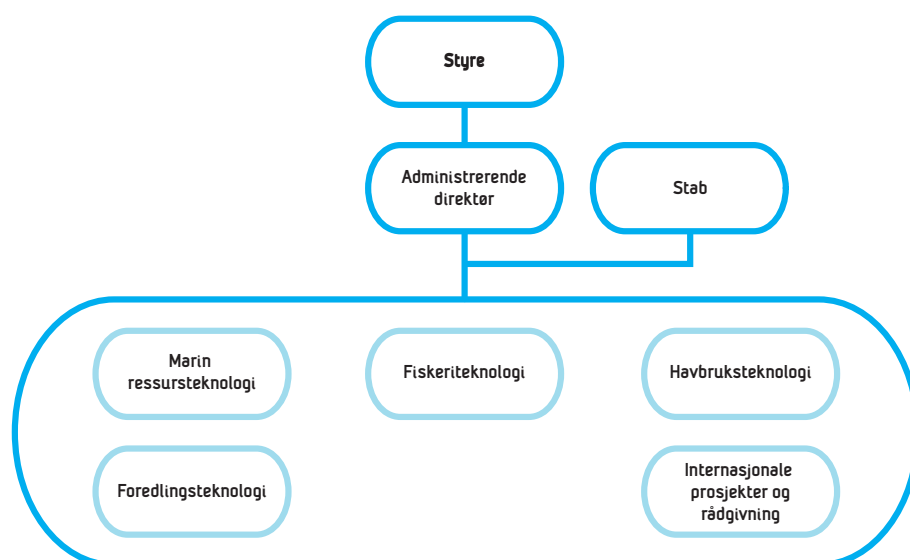 Styre
Administrerende
direktør
Stab
Marin
ressursteknologi
Fiskeriteknologi
Havbruksteknologi
Foredlingsteknologi
Internasjonale
prosjekter og
rådgivning